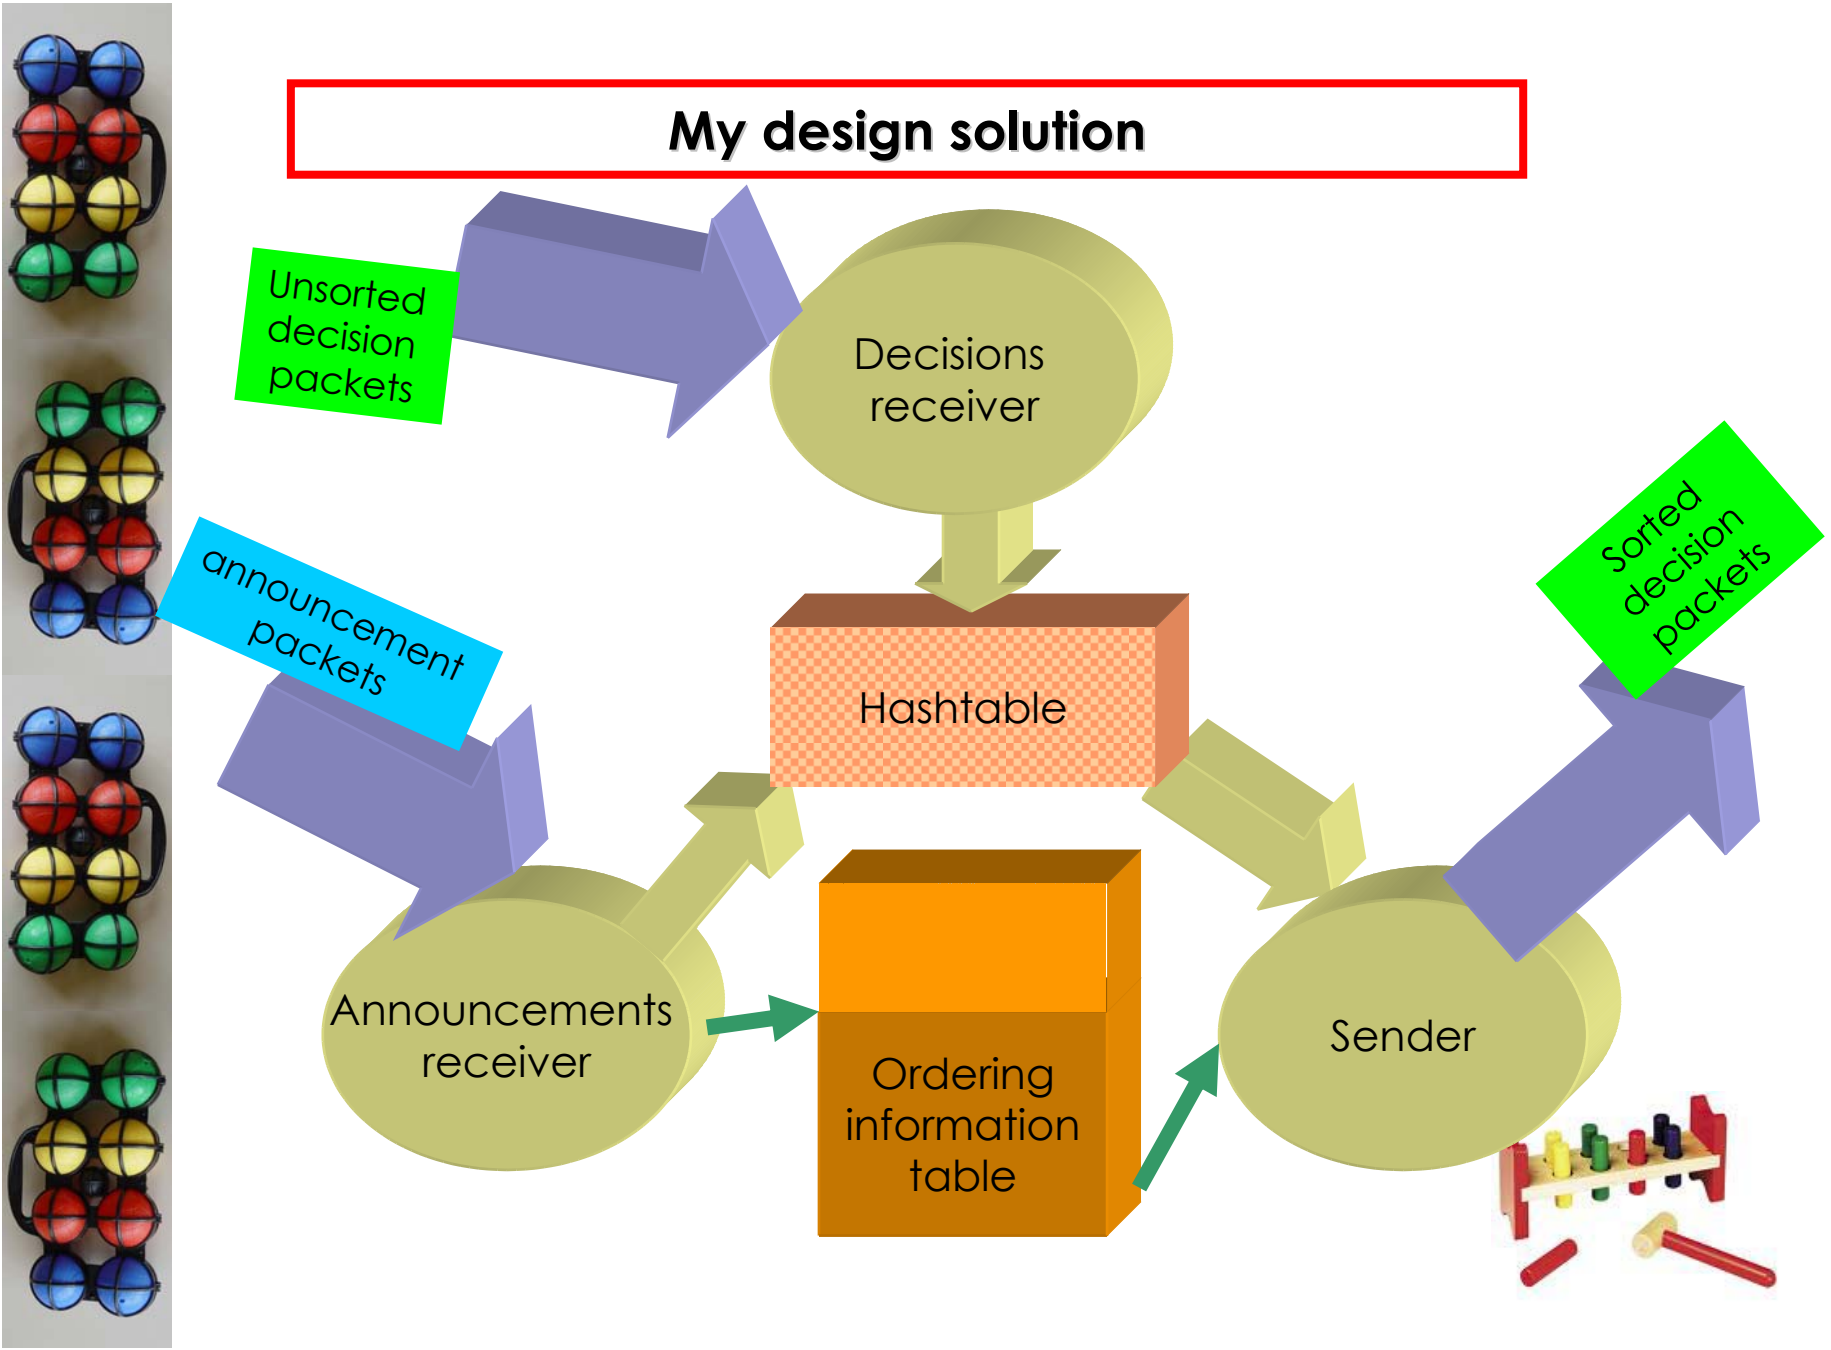 My design solution
Unsorted
decision
packets
Decisions
receiver
announcement
packets
Sorted
decision
packets
Hashtable
Announcements
receiver
Ordering
information
table
Sender